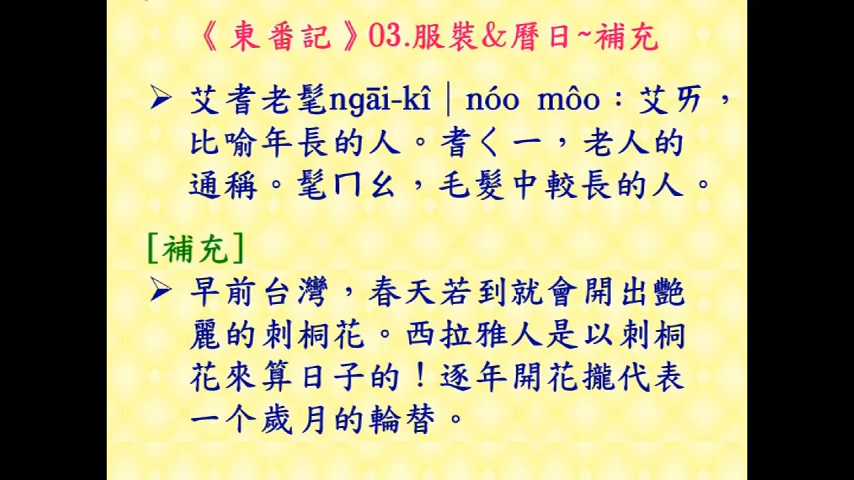 《東番記》03.服裝&曆日~補充
➢ 艾耆老髦ngāi-kî｜nóo môo：艾ㄞ，
比喻年長的人。耆ㄑㄧ，老人的
通稱。髦ㄇㄠ，毛髮中較長的人。
[補充]
➢ 早前台灣，春天若到就會開出艷
麗的刺桐花。西拉雅人是以刺桐
花來算日子的！逐年開花攏代表
一个歲月的輪替。